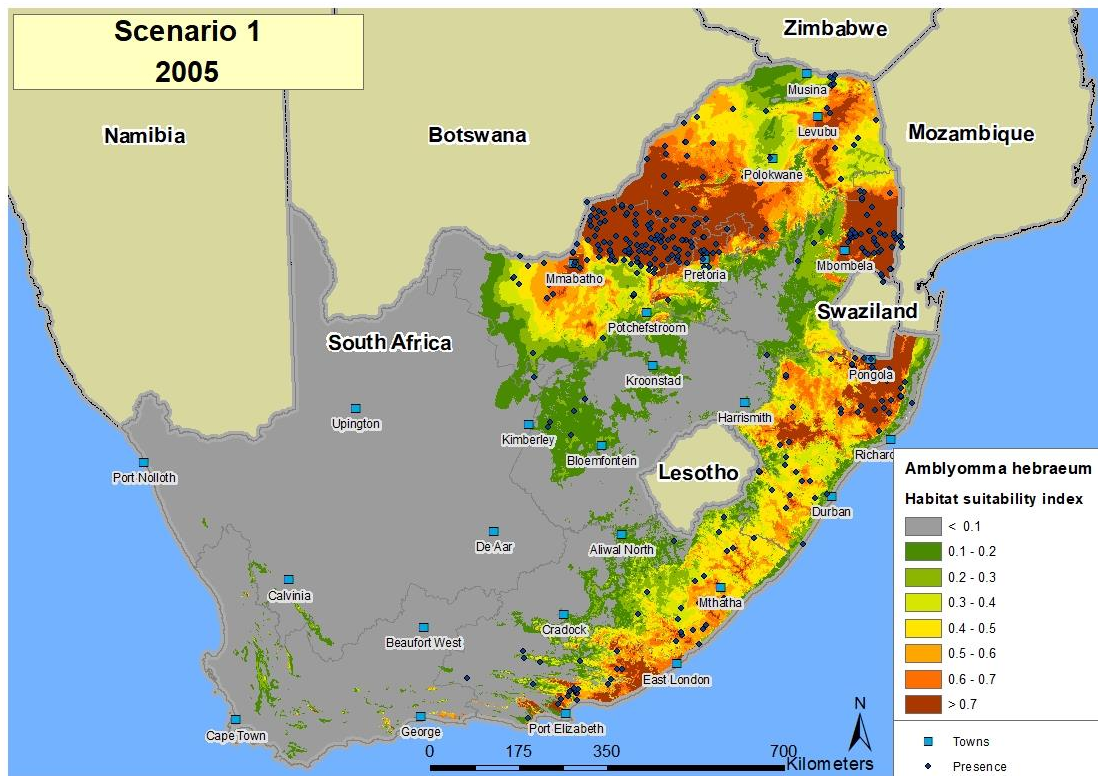 Scenario 1
2005
Zimbabwe
Namibia
Botswana
Mozambique
Musina
Levubu
Polokwane
Mmabatho
Pretoria
Mbombela
Swaziland
South Africa
Potchefstroom
Pongola
Kroonstad
Upington
Harrismith
Kimberley
Bloemfontein
Richard
Port Nolloth
Lesotho
Durban
De Aar
Aliwal North
Calvinia
Mthatha
Beaufort West
Cradock
East London
Cape Town
George
Port Elizabeth
Amblyomma hebraeum
Habitat suitability index
< 0.1
0.1 - 0.2
0.2 - 0.3
0.3 - 0.4
0.4 - 0.5
0.5 - 0.6
0.6 - 0.7
> 0.7
Towns
Presence
N
0 175 350 700
Kilometers